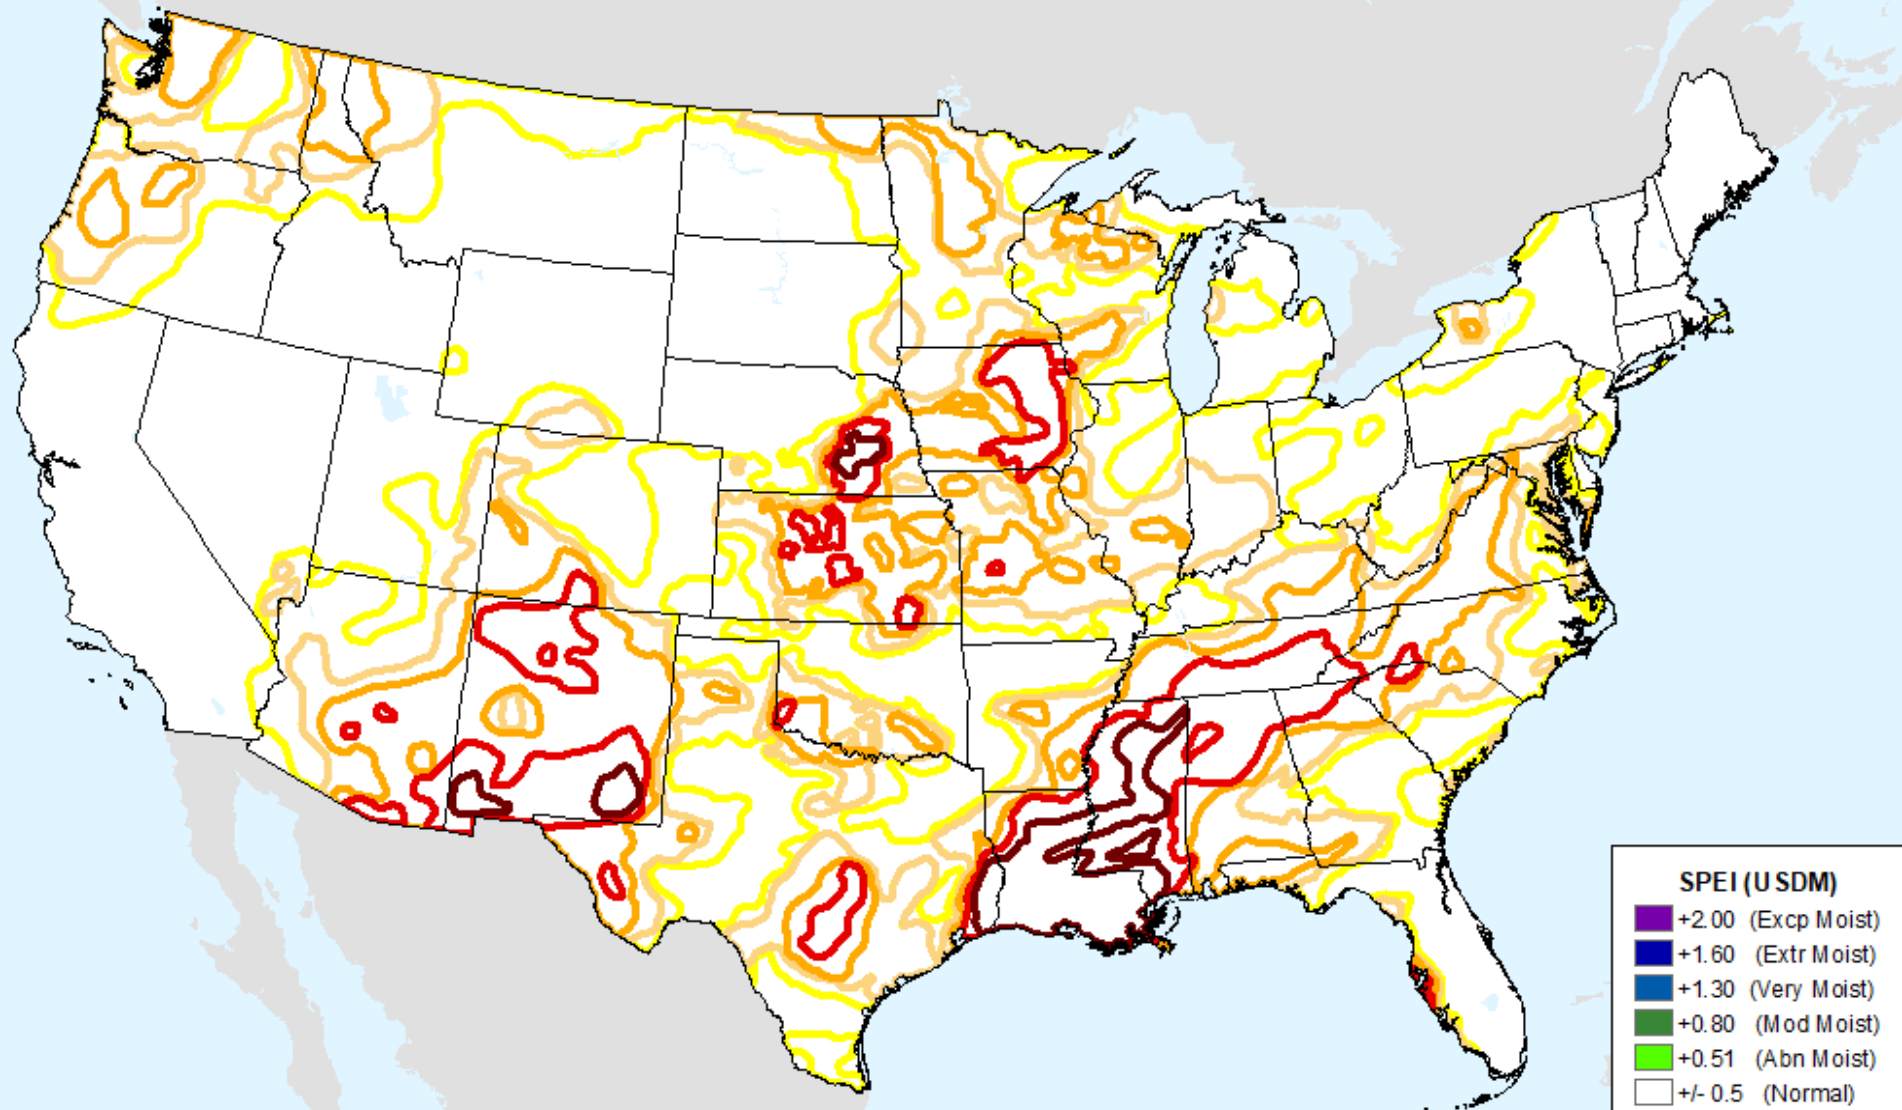 SPEI (USDM)
+2.00 (Excp Moist)
+1.60 (Extr Moist)
+1.30 (Very Moist)
+0.80 (Mod Moist)
+0.51 (Abn Moist)
+/- 0.5 (Normal)